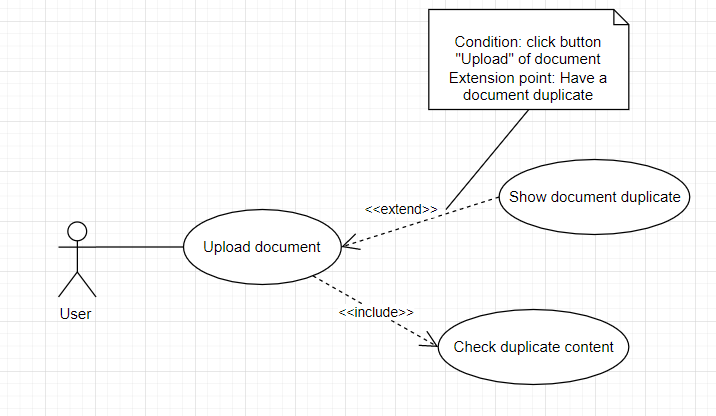 Condition: click button
"Upload" of document
Extension point: Have a
document duplicate
Show document duplicate
<<extend>>
Upload document
User
<<include>>
Check duplicate content